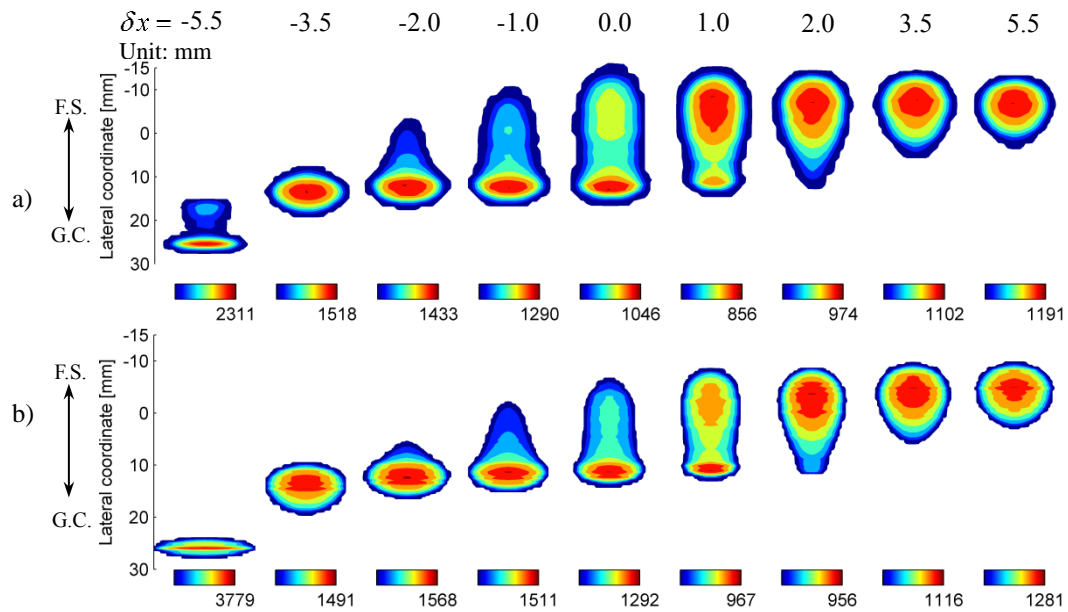 δx = -5.5 -3.5 -2.0 -1.0 0.0 1.0 2.0 3.5 5.5
Unit: mm
a)
F.S.
G.C.
Lateral coordinate [mm]
-15
-10
0
10
20
30
2311 1518 1433 1290 1046 856 974 1102 1191
b)
F.S.
G.C.
Lateral coordinate [mm]
-15
-10
0
10
20
30
3779 1491 1568 1511 1292 967 956 1116 1281